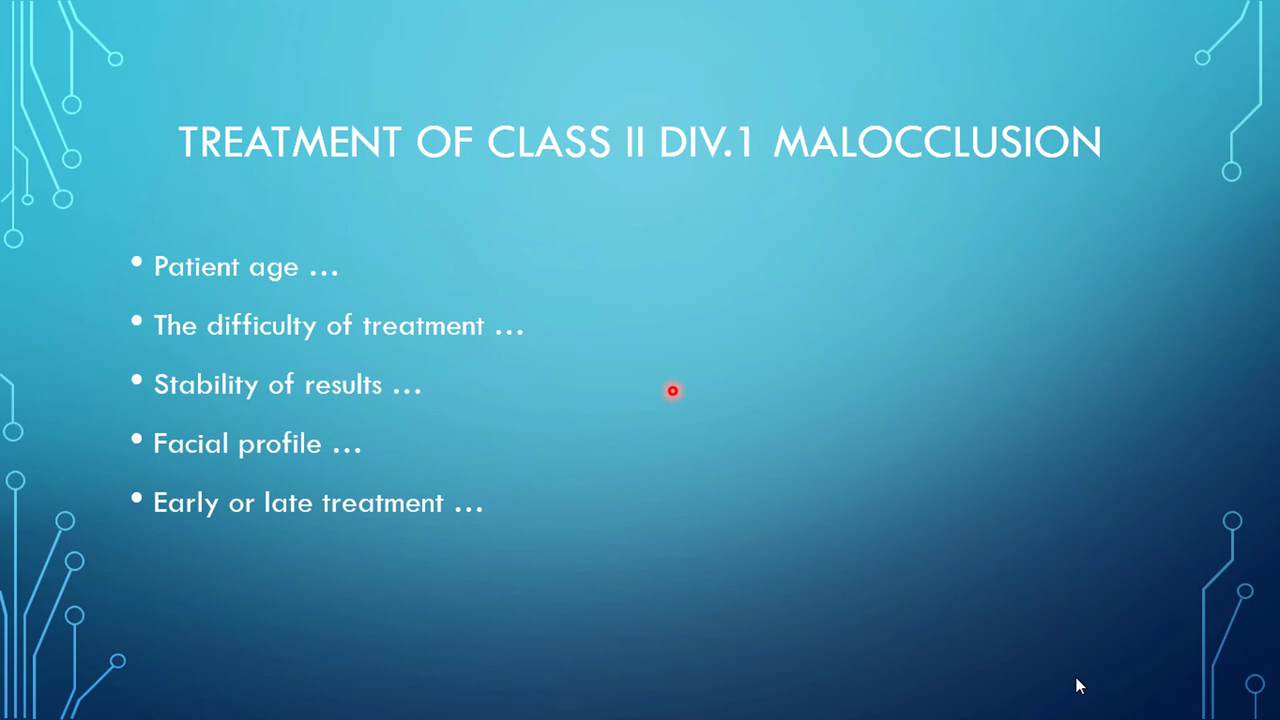 TREATMENT OF CLASS II DIV.1 MALOCCLUSION
• Patient age ...
• The difficulty of treatment ...
• Stability of results ...
• Facial profile ...
• Early or late treatment ...